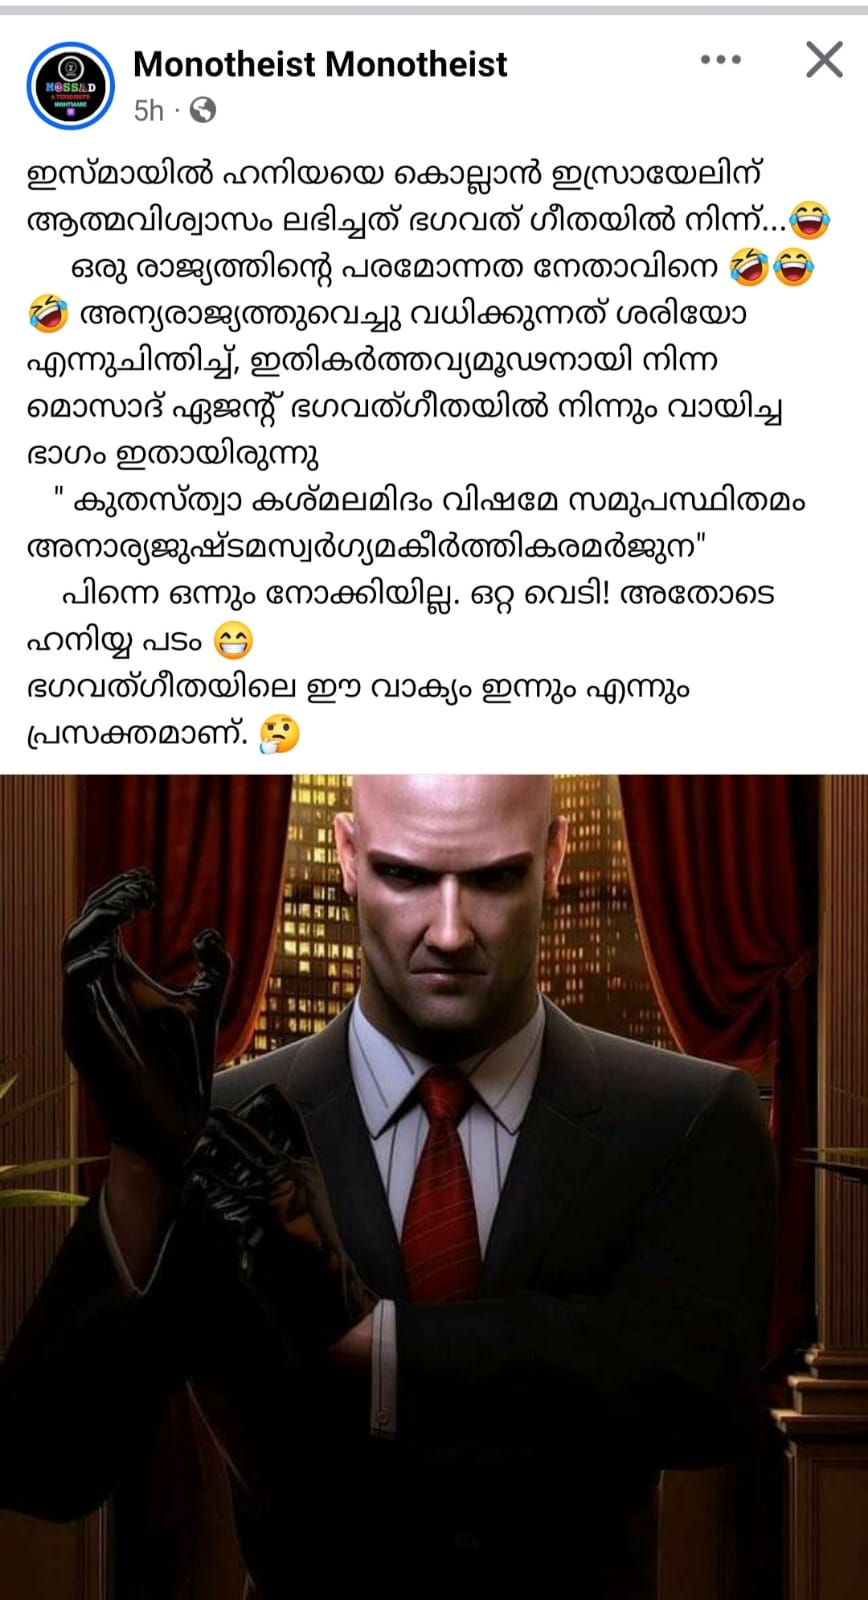 Monotheist Monotheist
5h ·
MOSSAD
A TERRORIST'S
NIGHTMARE
ഇസ്മായിൽ ഹനിയയെ കൊല്ലാൻ ഇസ്രായേലിന്
ആത്മവിശ്വാസം ലഭിച്ചത് ഭഗവത് ഗീതയിൽ നിന്ന്...😂
ഒരു രാജ്യത്തിന്റെ പരമോന്നത നേതാവിനെ 🤣😂
🤣 അന്യരാജ്യത്തുവെച്ചു വധിക്കുന്നത് ശരിയോ
എന്നുചിന്തിച്ച്, ഇതികർത്തവ്യമൂഢനായി നിന്ന
മൊസാദ് ഏജന്റ് ഭഗവത്ഗീതയിൽ നിന്നും വായിച്ച
ഭാഗം ഇതായിരുന്നു
" കുതസ്ത്വാ കശ്മലമിദം വിഷമേ സമുപസ്ഥിതമം
അനാര്യജുഷ്ടമസ്വർഗ്യമകീർത്തികരമർജുന"
പിന്നെ ഒന്നും നോക്കിയില്ല. ഒറ്റ വെടി! അതോടെ
ഹനിയ്യ പടം 😁
ഭഗവത്ഗീതയിലെ ഈ വാക്യം ഇന്നും എന്നും
പ്രസക്തമാണ്. 🤔